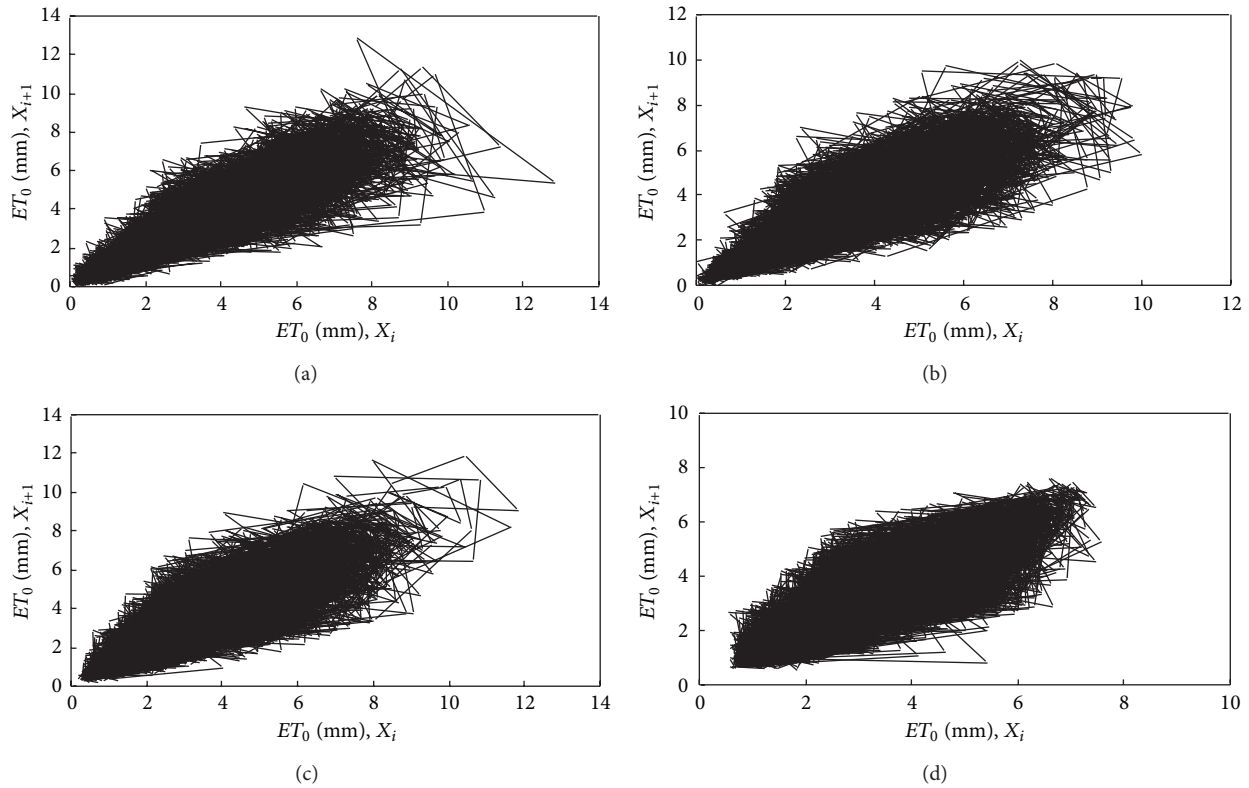 14
12
10
8
6
4
2
0
ET₀ (mm), Xᵢ₊₁
0 2 4 6 8 10 12 14
ET₀ (mm), Xᵢ
(a)
12
10
8
6
4
2
0
ET₀ (mm), Xᵢ₊₁
0 2 4 6 8 10 12
ET₀ (mm), Xᵢ
(b)
14
12
10
8
6
4
2
0
ET₀ (mm), Xᵢ₊₁
0 2 4 6 8 10 12 14
ET₀ (mm), Xᵢ
(c)
10
8
6
4
2
0
ET₀ (mm), Xᵢ₊₁
0 2 4 6 8 10
ET₀ (mm), Xᵢ
(d)